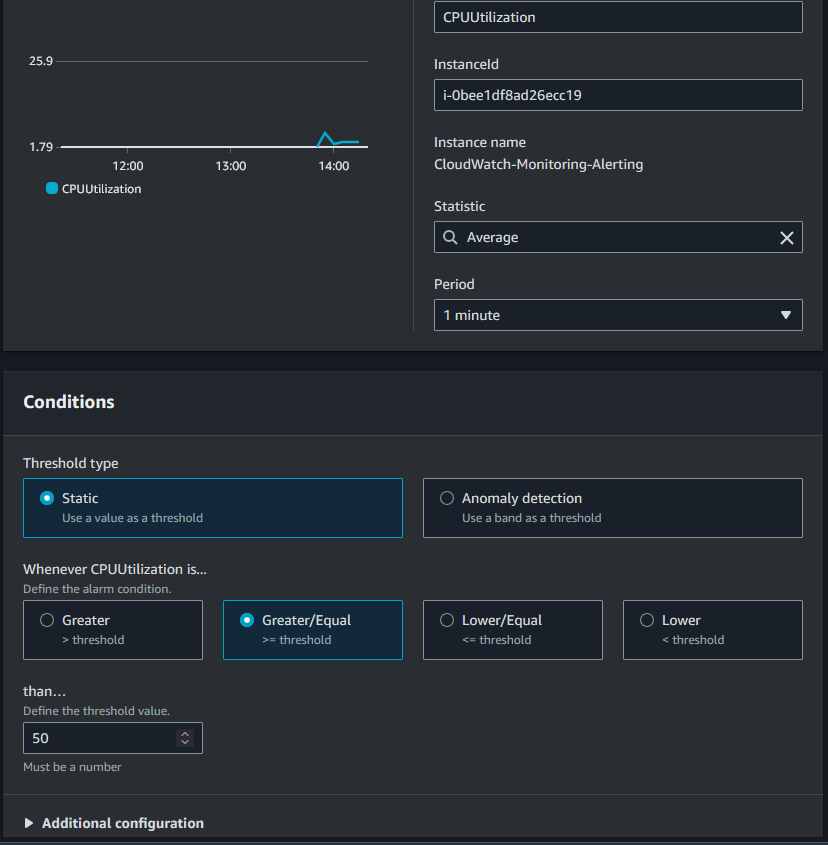 CPUUtilization
25.9
1.79
12:00 13:00 14:00
CPUUtilization
InstanceId
i-0bee1df8ad26ecc19
Instance name
CloudWatch-Monitoring-Alerting
Statistic
Average
Period
1 minute
Conditions
Threshold type
Static
Use a value as a threshold
Anomaly detection
Use a band as a threshold
Whenever CPUUtilization is...
Define the alarm condition.
Greater
> threshold
Greater/Equal
>= threshold
Lower/Equal
<= threshold
Lower
< threshold
than…
Define the threshold value.
50
Must be a number
Additional configuration